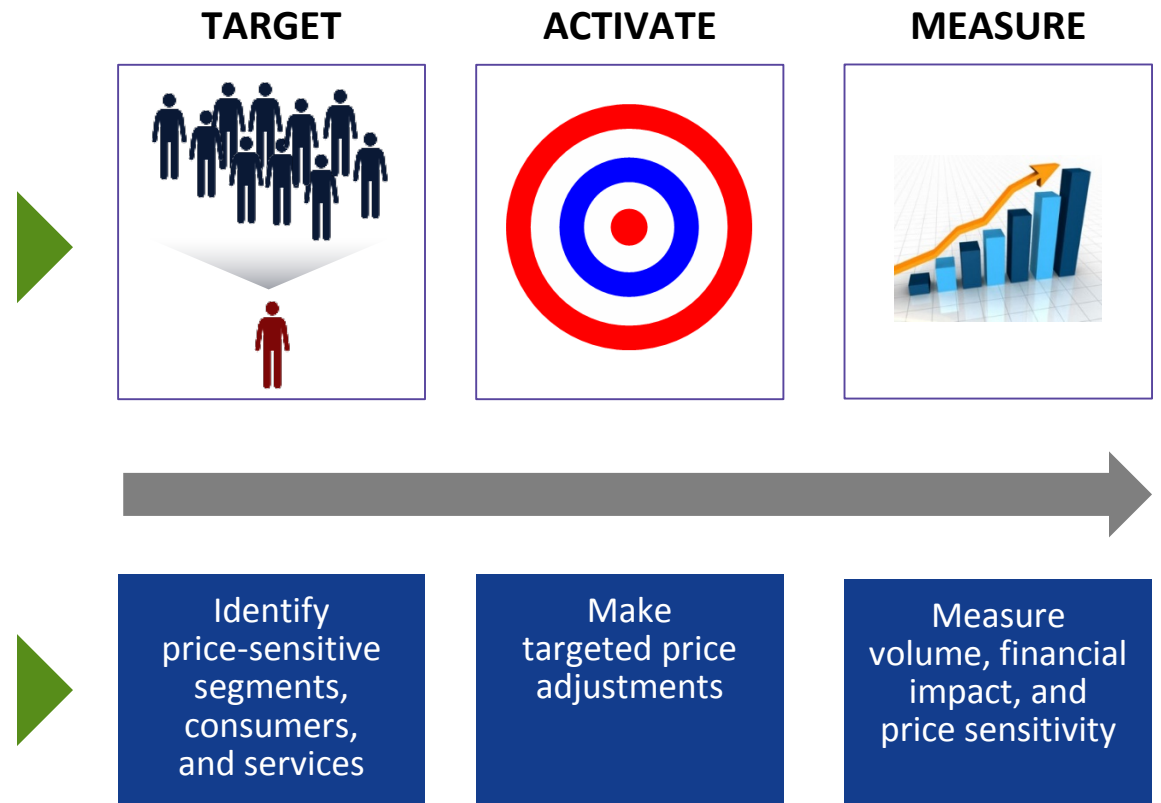 TARGET
ACTIVATE
MEASURE
Identify
price-sensitive
segments,
consumers,
and services
Make
targeted price
adjustments
Measure
volume, financial
impact, and
price sensitivity